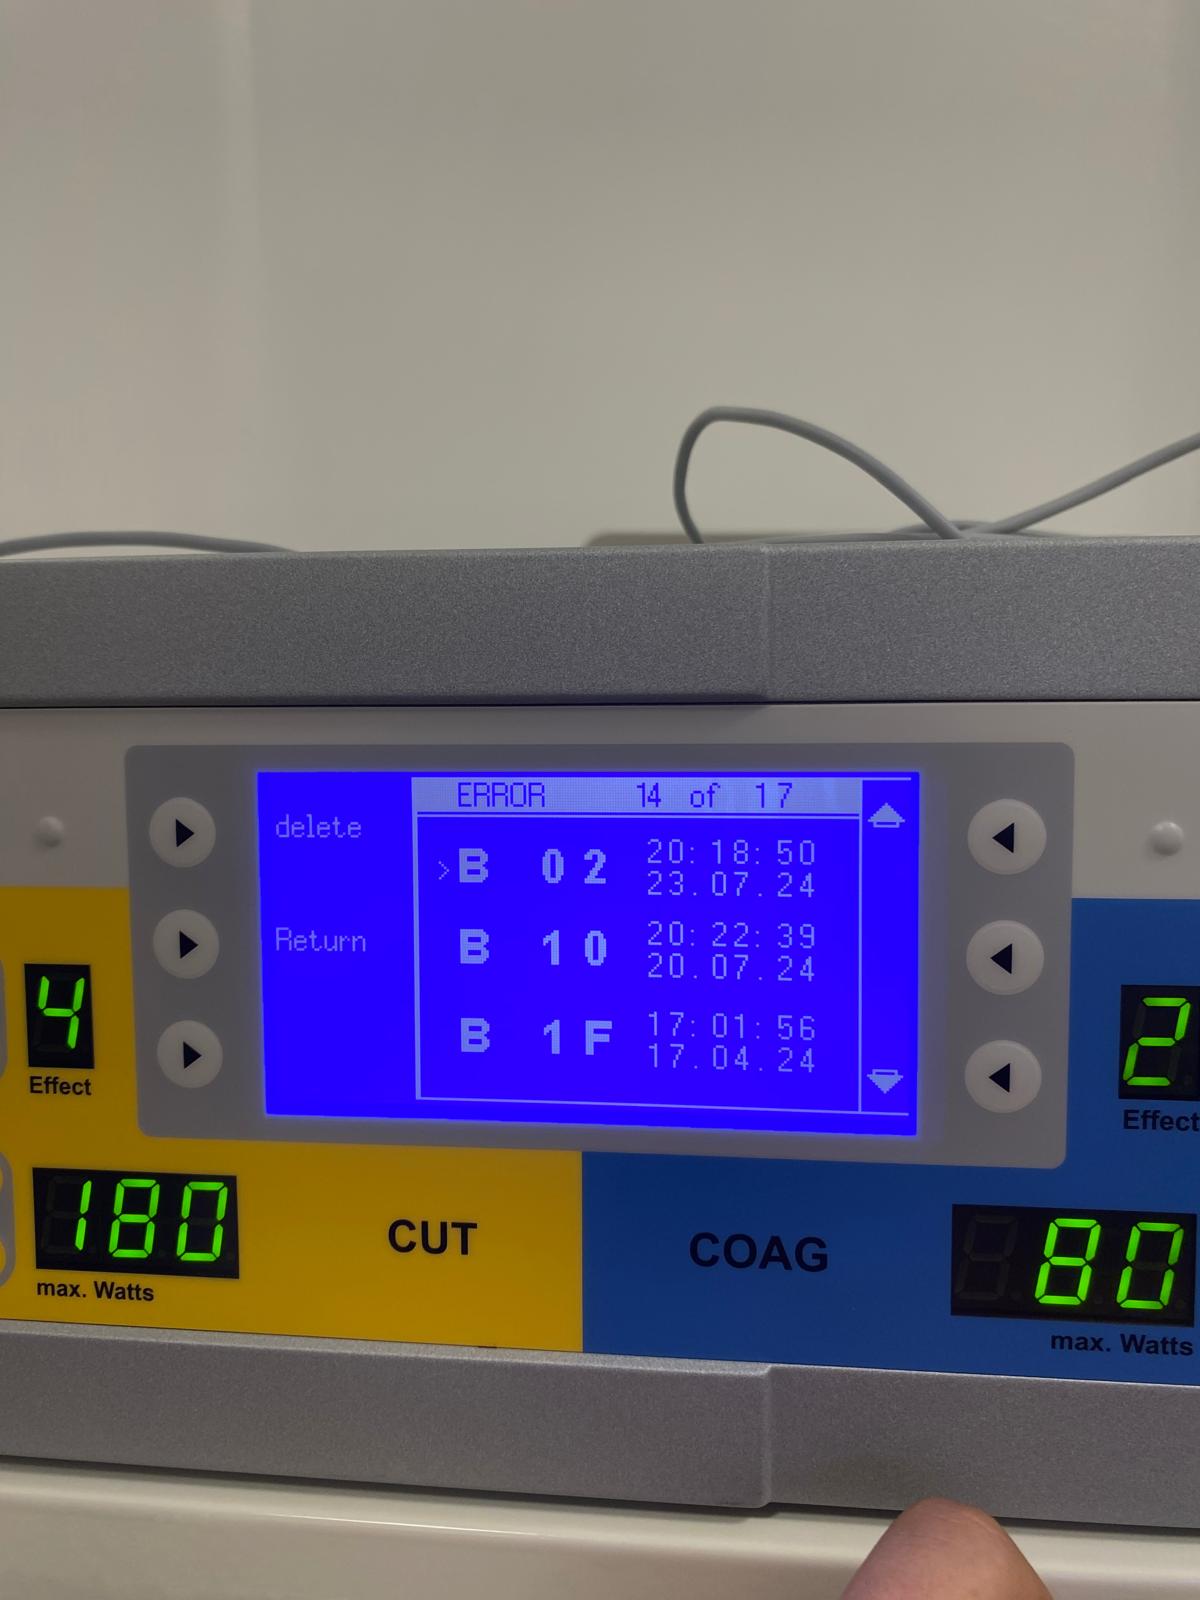 ERROR 14 of 17
delete
>B 02 20:18:50
23.07.24
Return
B 10 20:22:39
20.07.24
B 1F 17:01:56
17.04.24
4
Effect
2
Effect
180
max. Watts
CUT
COAG
80
max. Watts